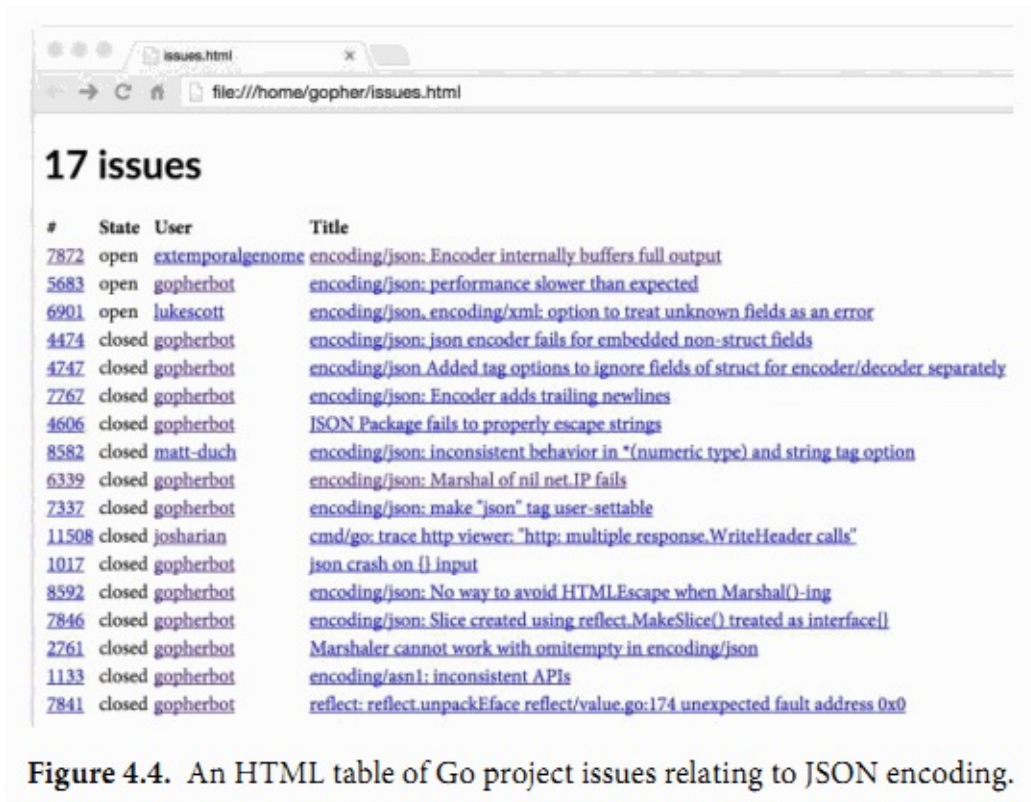 issues.html
file:///home/gopher/issues.html
17 issues
# State User Title
7872 open extemporalgenome encoding/json: Encoder internally buffers full output
5683 open gopherbot encoding/json: performance slower than expected
6901 open lukescott encoding/json, encoding/xml: option to treat unknown fields as an error
4474 closed gopherbot encoding/json: json encoder fails for embedded non-struct fields
4747 closed gopherbot encoding/json Added tag options to ignore fields of struct for encoder/decoder separately
7767 closed gopherbot encoding/json: Encoder adds trailing newlines
4606 closed gopherbot JSON Package fails to properly escape strings
8582 closed matt-duch encoding/json: inconsistent behavior in *(numeric type) and string tag option
6339 closed gopherbot encoding/json: Marshal of nil net.IP fails
7337 closed gopherbot encoding/json: make "json" tag user-settable
11508 closed josharian cmd/go: trace http viewer: "http: multiple response.WriteHeader calls"
1017 closed gopherbot json crash on {} input
8592 closed gopherbot encoding/json: No way to avoid HTMLEscape when Marshal()-ing
7846 closed gopherbot encoding/json: Slice created using reflect.MakeSlice() treated as interface{}
2761 closed gopherbot Marshaler cannot work with omitempty in encoding/json
1133 closed gopherbot encoding/asn1: inconsistent APIs
7841 closed gopherbot reflect: reflect.unpackEface reflect/value.go:174 unexpected fault address 0x0
Figure 4.4. An HTML table of Go project issues relating to JSON encoding.